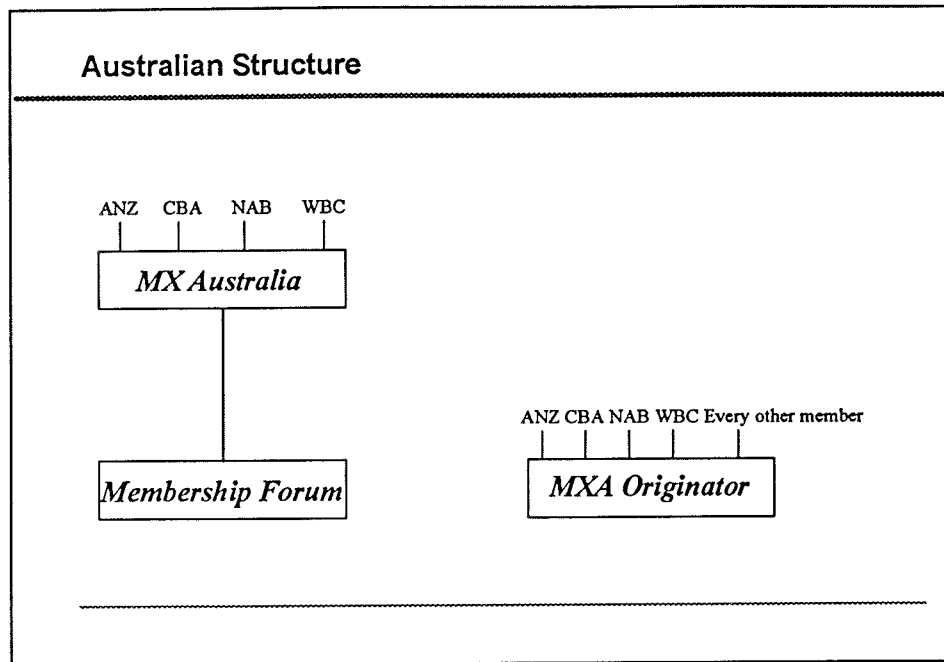 Australian Structure
ANZ CBA NAB WBC
MX Australia
ANZ CBA NAB WBC Every other member
Membership Forum
MXA Originator